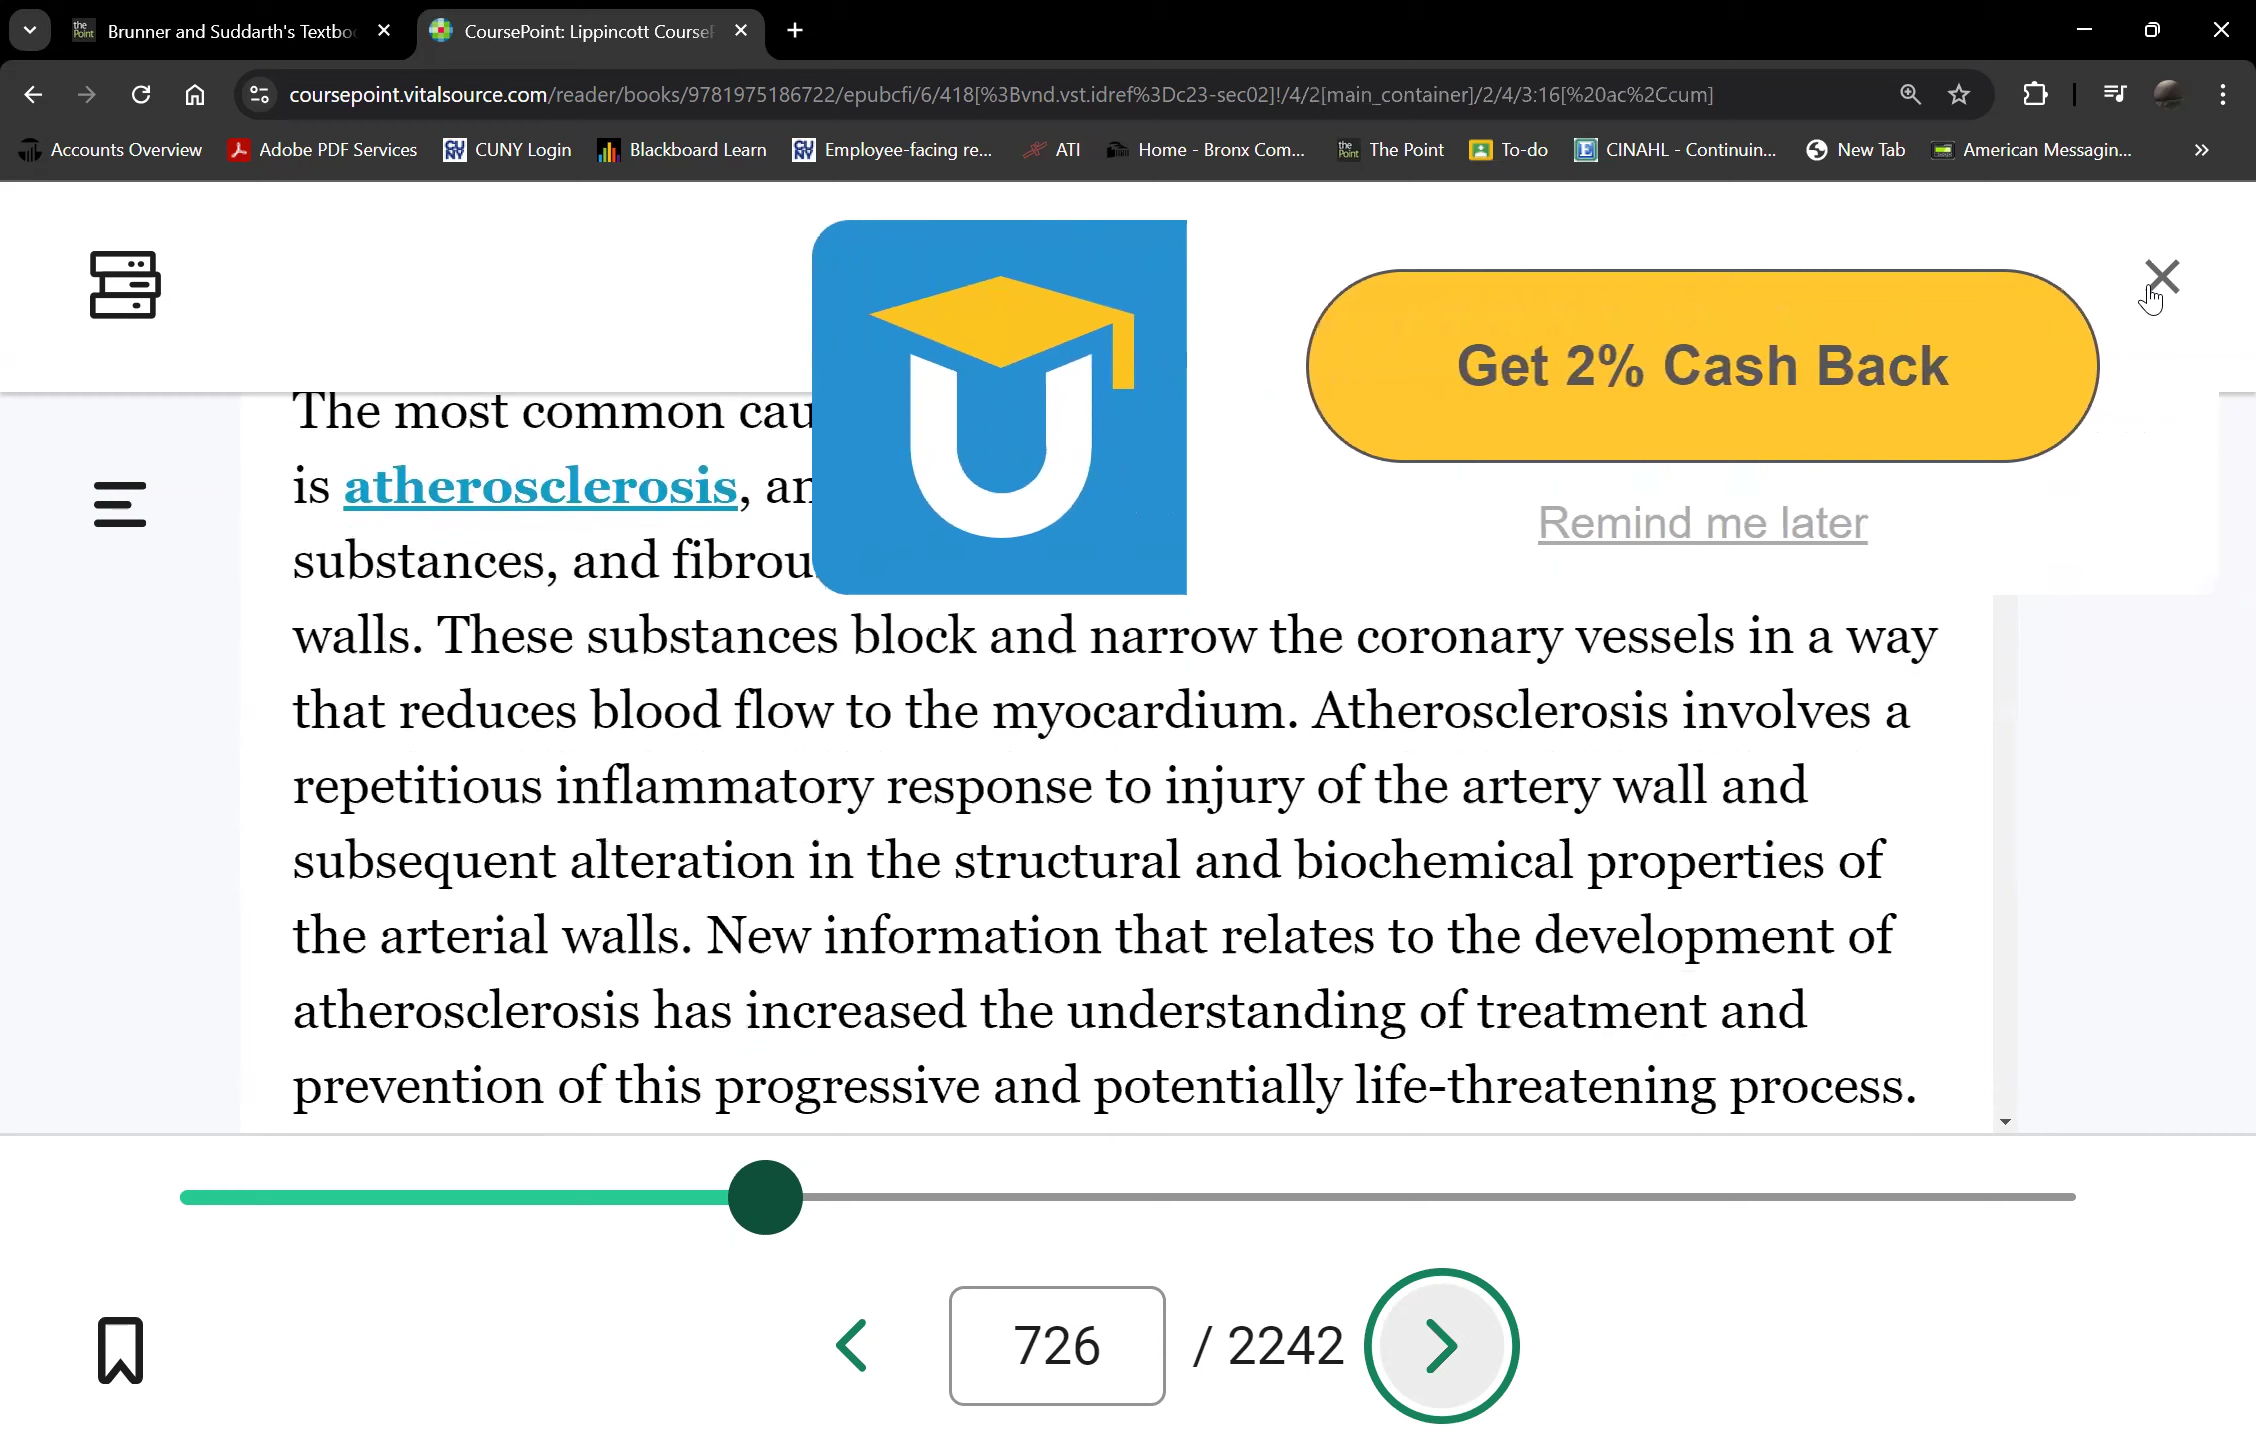 the Point Brunner and Suddarth's Textbo
CoursePoint: Lippincott Course
coursepoint.vitalsource.com/reader/books/9781975186722/epubcfi/6/418[%3Bvnd.vst.idref%3Dc23-sec02]!/4/2[main_container]/2/4/3:16[%20ac%2Ccum]
Accounts Overview Adobe PDF Services CUNY CUNY Login Blackboard Learn CUNY Employee-facing re... ATI Home - Bronx Com... the Point The Point To-do E CINAHL - Continuin... New Tab American Messagin...
U
Get 2% Cash Back
Remind me later
The most common cau
is atherosclerosis, an
substances, and fibrou
walls. These substances block and narrow the coronary vessels in a way
that reduces blood flow to the myocardium. Atherosclerosis involves a
repetitious inflammatory response to injury of the artery wall and
subsequent alteration in the structural and biochemical properties of
the arterial walls. New information that relates to the development of
atherosclerosis has increased the understanding of treatment and
prevention of this progressive and potentially life-threatening process.
726 / 2242